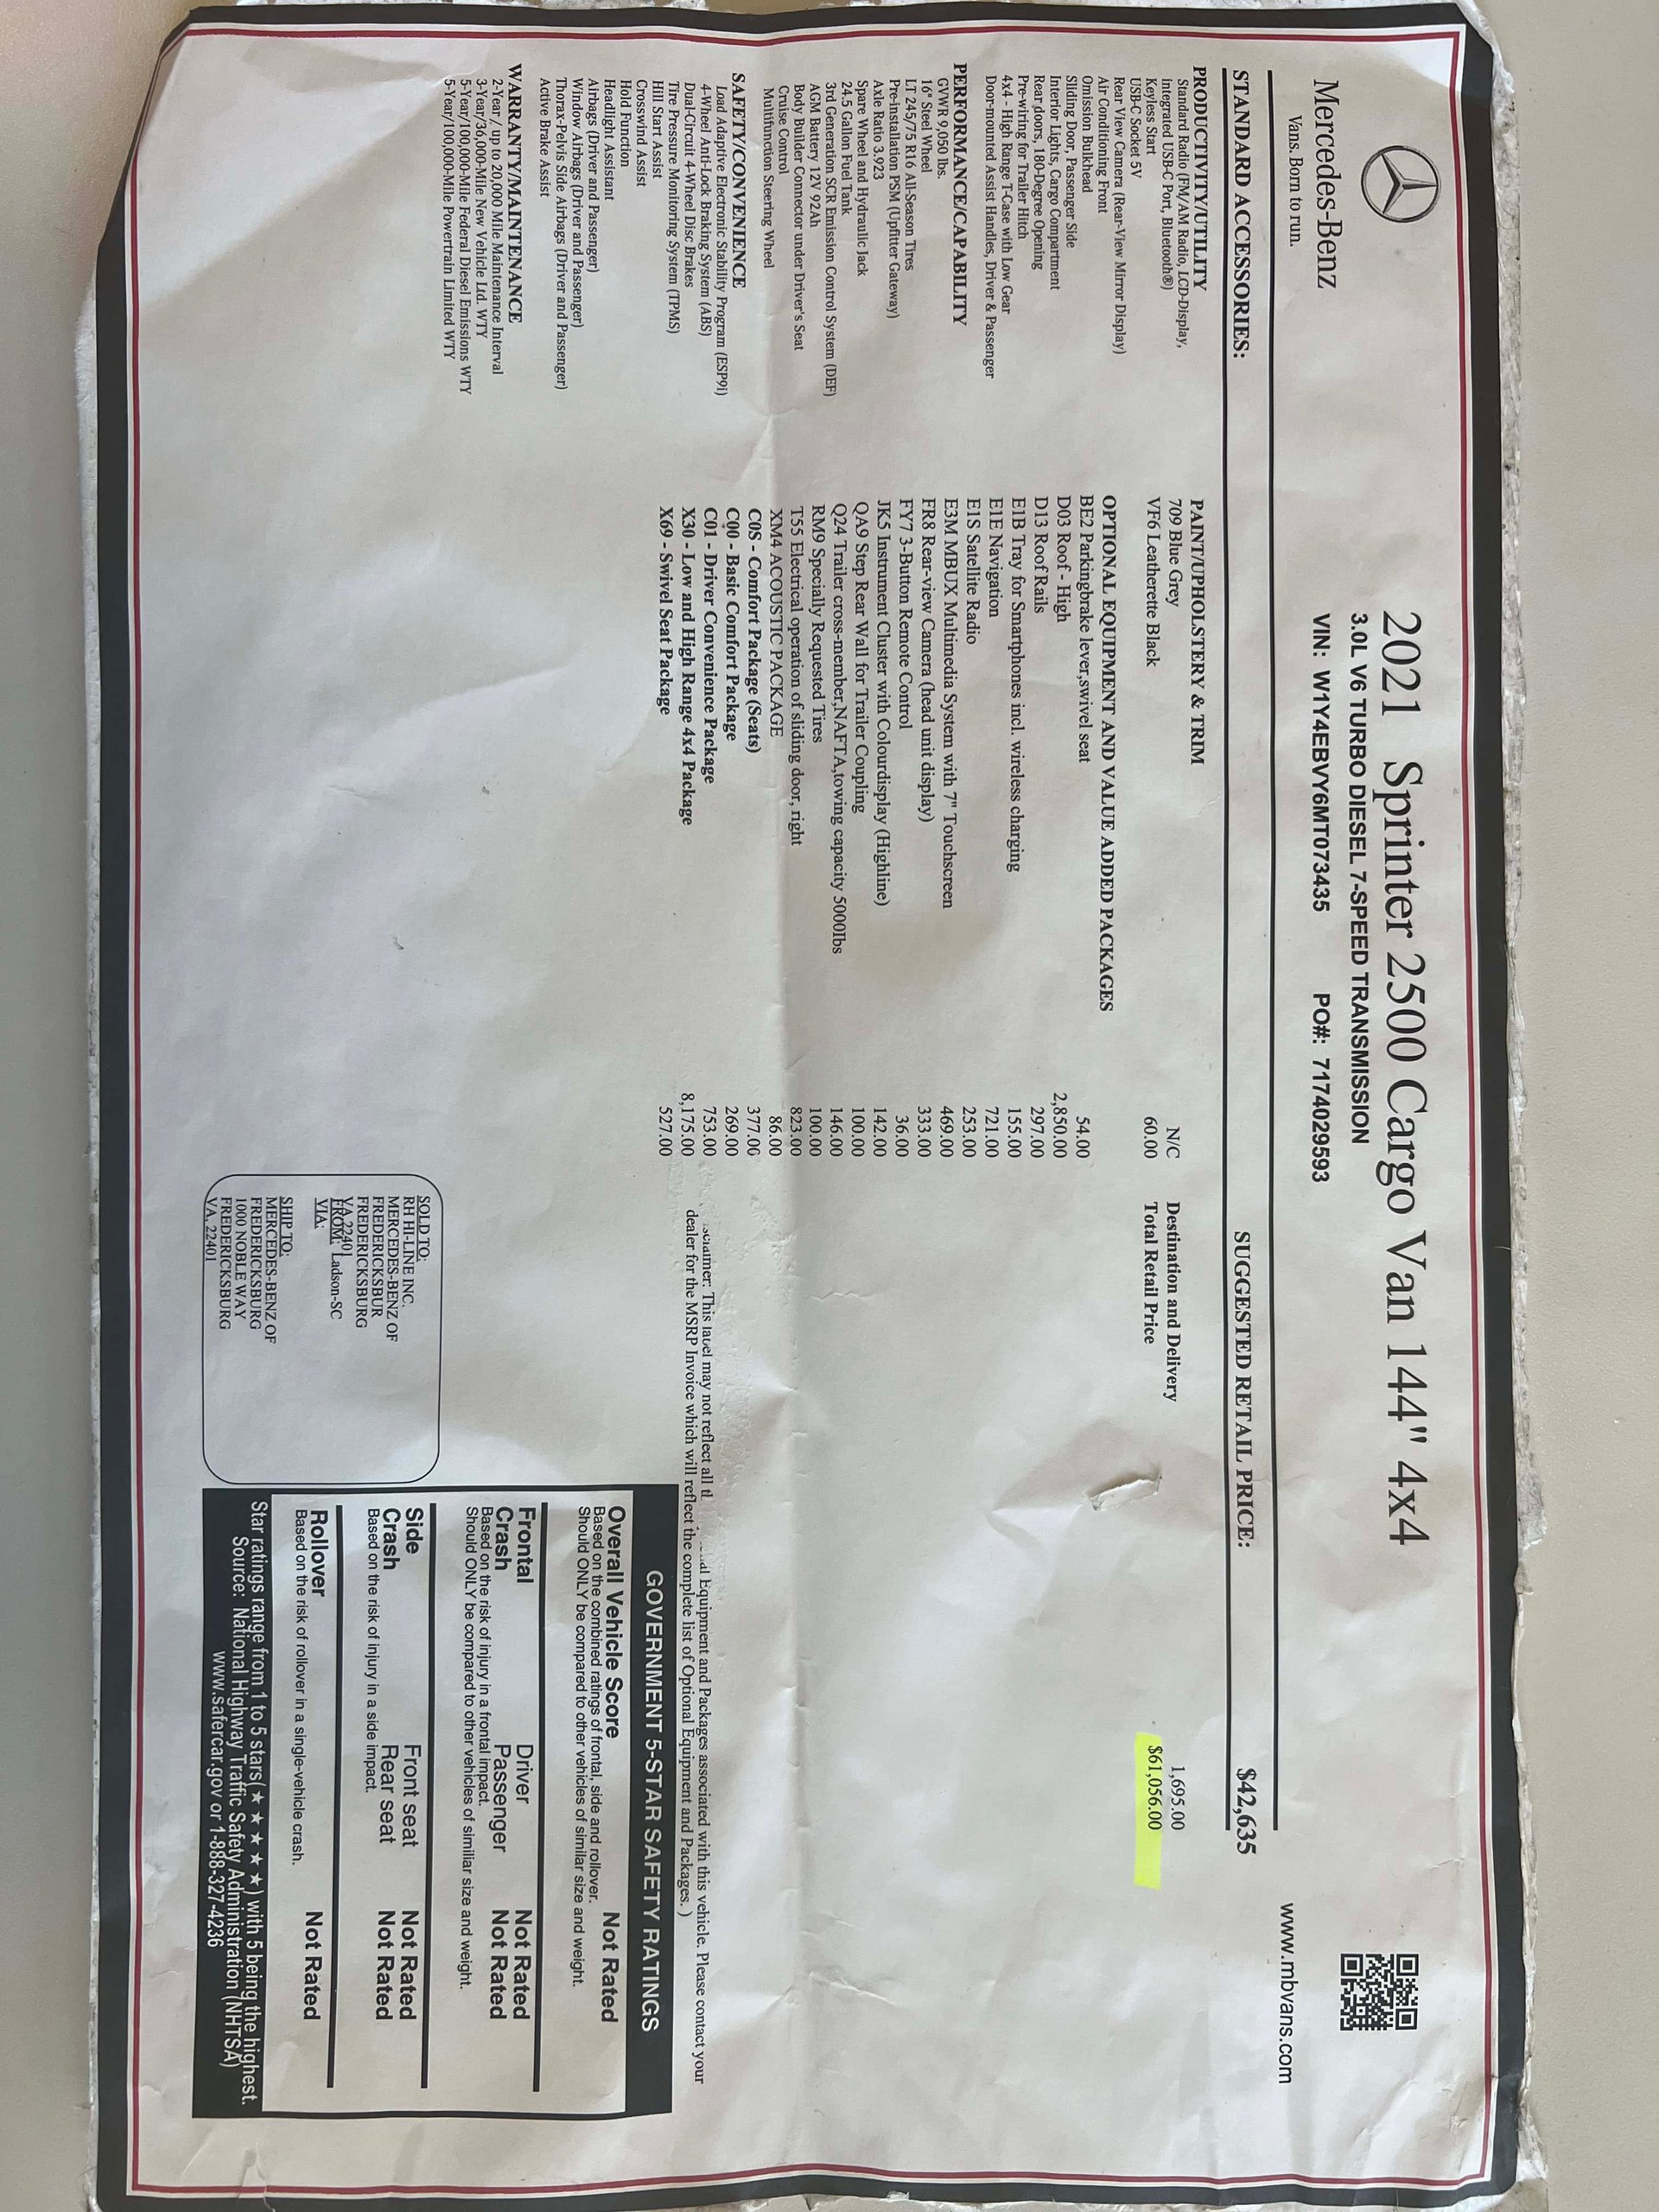 Mercedes-Benz
Vans. Born to run.
2021 Sprinter 2500 Cargo Van 144" 4x4
3.0L V6 TURBO DIESEL 7-SPEED TRANSMISSION
VIN: W1Y4EBVY6MT073435 PO#: 7174029593
www.mbvans.com
STANDARD ACCESSORIES: SUGGESTED RETAIL PRICE: $42,635
PRODUCTIVITY/UTILITY
Standard Radio (FM/AM Radio, LCD-Display,
integrated USB-C Port, Bluetooth®)
Keyless Start
USB-C Socket 5V
Rear View Camera (Rear-View Mirror Display)
Air Conditioning Front
Omission Bulkhead
Sliding Door, Passenger Side
Interior Lights, Cargo Compartment
Rear doors, 180-Degree Opening
Pre-wiring for Trailer Hitch
4x4 - High Range T-Case with Low Gear
Door-mounted Assist Handles, Driver & Passenger
PERFORMANCE/CAPABILITY
GVWR 9,050 lbs.
16" Steel Wheel
LT 245/75 R16 All-Season Tires
Pre-Installation PSM (Upfitter Gateway)
Axle Ratio 3.923
Spare Wheel and Hydraulic Jack
24.5 Gallon Fuel Tank
3rd Generation SCR Emission Control System (DEF)
AGM Battery 12V 92Ah
Body Builder Connector under Driver's Seat
Cruise Control
Multifunction Steering Wheel
SAFETY/CONVENIENCE
Load Adaptive Electronic Stability Program (ESP9i)
4-Wheel Anti-Lock Braking System (ABS)
Dual-Circuit 4-Wheel Disc Brakes
Tire Pressure Monitoring System (TPMS)
Hill Start Assist
Crosswind Assist
Hold Function
Headlight Assistant
Airbags (Driver and Passenger)
Window Airbags (Driver and Passenger)
Thorax-Pelvis Side Airbags (Driver and Passenger)
Active Brake Assist
WARRANTY/MAINTENANCE
2-Year / up to 20,000 Mile Maintenance Interval
3-Year/36,000-Mile New Vehicle Ltd. WTY
5-Year/100,000-Mile Federal Diesel Emissions WTY
5-Year/100,000-Mile Powertrain Limited WTY
PAINT/UPHOLSTERY & TRIM
709 Blue Grey N/C
VF6 Leatherette Black 60.00
OPTIONAL EQUIPMENT AND VALUE ADDED PACKAGES
BE2 Parkingbrake lever,swivel seat 54.00
D03 Roof - High 2,850.00
D13 Roof Rails 297.00
E1B Tray for Smartphones incl. wireless charging 155.00
E1E Navigation 721.00
E1S Satellite Radio 253.00
E3M MBUX Multimedia System with 7" Touchscreen 469.00
FR8 Rear-view Camera (head unit display) 333.00
FY7 3-Button Remote Control 36.00
JK5 Instrument Cluster with Colourdisplay (Highline) 142.00
QA9 Step Rear Wall for Trailer Coupling 100.00
Q24 Trailer cross-member,NAFTA,towing capacity 5000Ibs 146.00
RM9 Specially Requested Tires 100.00
T55 Electrical operation of sliding door, right 823.00
XM4 ACOUSTIC PACKAGE 86.00
C0S - Comfort Package (Seats) 377.00
C00 - Basic Comfort Package 269.00
C01 - Driver Convenience Package 753.00
X30 - Low and High Range 4x4 Package 8,175.00
X69 - Swivel Seat Package 527.00
Destination and Delivery 1,695.00
Total Retail Price $61,056.00
This label may not reflect all Equipment and Packages associated with this vehicle. Please contact your
dealer for the MSRP Invoice which will reflect the complete list of Optional Equipment and Packages. )
SOLD TO:
RH HI-LINE INC.
MERCEDES-BENZ OF
FREDERICKSBUR
FREDERICKSBURG
VA 22401
FROM: Ladson-SC
VIA:
SHIP TO:
MERCEDES-BENZ OF
FREDERICKSBURG
1000 NOBLE WAY
FREDERICKSBURG
VA, 22401
GOVERNMENT 5-STAR SAFETY RATINGS
Overall Vehicle Score Not Rated
Based on the combined ratings of frontal, side and rollover.
Should ONLY be compared to other vehicles of similar size and weight.
Frontal Driver Not Rated
Crash Passenger Not Rated
Based on the risk of injury in a frontal impact.
Should ONLY be compared to other vehicles of similiar size and weight.
Side Front seat Not Rated
Crash Rear seat Not Rated
Based on the risk of injury in a side impact.
Rollover Not Rated
Based on the risk of rollover in a single-vehicle crash.
Star ratings range from 1 to 5 stars( ★ ★ ★ ★ ★ ) with 5 being the highest.
Source: National Highway Traffic Safety Administration (NHTSA)
www.safercar.gov or 1-888-327-4236